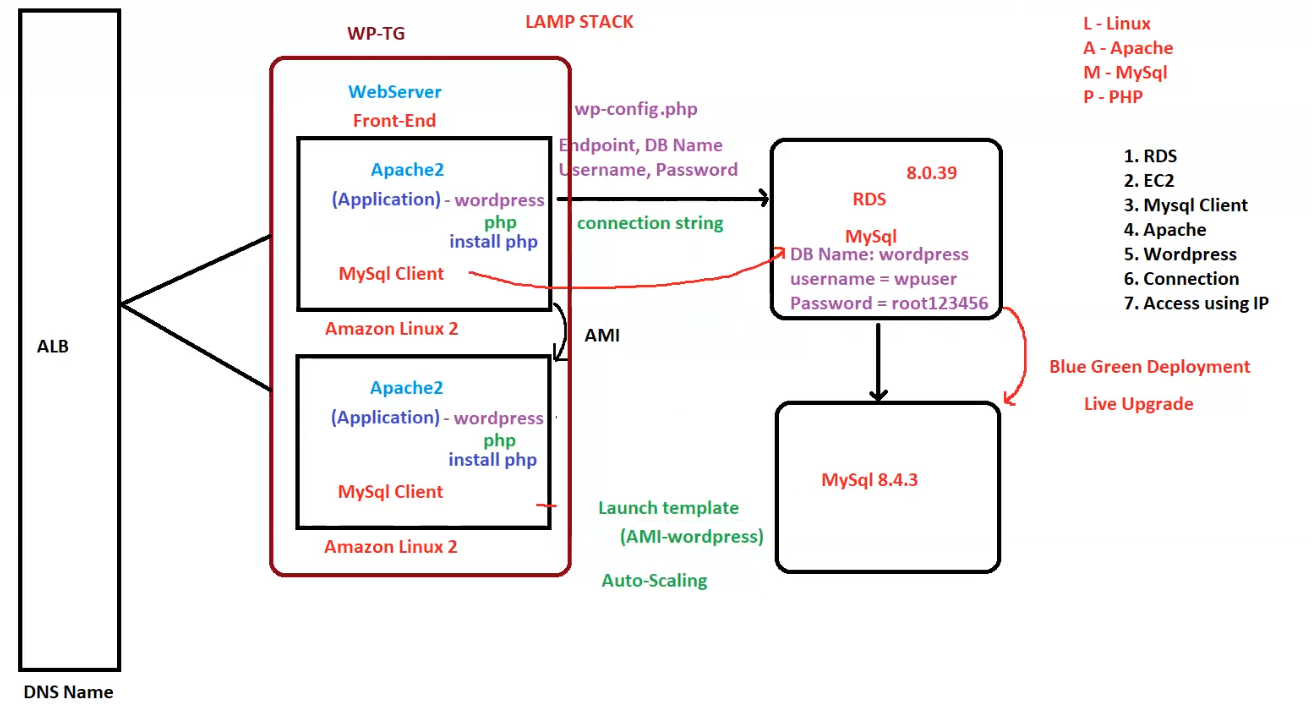 LAMP STACK
WP-TG
L - Linux
A - Apache
M - MySql
P - PHP
WebServer
Front-End
wp-config.php
Endpoint, DB Name
Username, Password
connection string
Apache2
(Application) - wordpress
php
install php
MySql Client
Amazon Linux 2
AMI
8.0.39
RDS
MySql
DB Name: wordpress
username = wpuser
Password = root123456
1. RDS
2. EC2
3. Mysql Client
4. Apache
5. Wordpress
6. Connection
7. Access using IP
ALB
Apache2
(Application) - wordpress
php
install php
MySql Client
Amazon Linux 2
Blue Green Deployment
Live Upgrade
MySql 8.4.3
Launch template
(AMI-wordpress)
Auto-Scaling
DNS Name